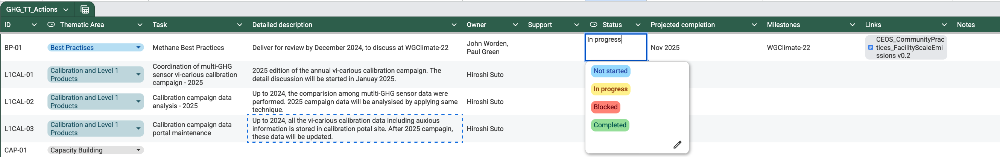 GHG_TT_Actions
ID Thematic Area Task Detailed description Owner Support Status Projected completion Milestones Links Notes
BP-01
Best Practises
Methane Best Practices
Deliver for review by December 2024, to discuss at WGClimate-22
John Worden,
Paul Green
In progress
Nov 2025
WGClimate-22
CEOS_CommunityPrac
tices_FacilityScaleEmi
ssions v0.2
L1CAL-01
Calibration and Level 1
Products
Coordination of multi-GHG
sensor vi-carious calibration
campaign - 2025
2025 edition of the annual vi-carious calibration campaign. The
detail discussion will be started in Januay 2025.
Hiroshi Suto
L1CAL-02
Calibration and Level 1
Products
Calibration campaign data
analysis - 2025
Up to 2024, the comparision among mutlti-GHG sensor data were
performed. 2025 campaign data will be analysised by applying same
technique.
Hiroshi Suto
L1CAL-03
Calibration and Level 1
Products
Calibration campaign data
portal maintenance
Up to 2024, all the vi-carious calibration data including auxious
information is stored in calibration potal site. After 2025 campagin,
these data will be updated.
Hiroshi Suto
CAP-01
Capacity Building
Not started
In progress
Blocked
Completed